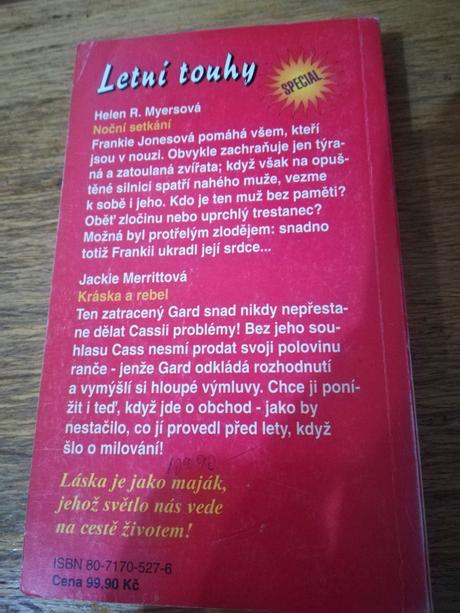 Letní touhy
SPECIAL
Helen R. Myersová
Noční setkání
Frankie Jonesová pomáhá všem, kteří
jsou v nouzi. Obvykle zachraňuje jen týra-
ná a zatoulaná zvířata; když však na opuš-
těné silnici spatří nahého muže, vezme
k sobě i jeho. Kdo je ten muž bez paměti?
Oběť zločinu nebo uprchlý trestanec?
Možná byl protřelým zlodějem: snadno
totiž Frankii ukradl její srdce...
Jackie Merrittová
Kráska a rebel
Ten zatracený Gard snad nikdy nepřesta-
ne dělat Cassii problémy! Bez jeho sou-
hlasu Cass nesmí prodat svoji polovinu
ranče - jenže Gard odkládá rozhodnutí
a vymýšlí si hloupé výmluvy. Chce ji poní-
žit i teď, když jde o obchod - jako by
nestačilo, co jí provedl před lety, když
šlo o milování!
Láska je jako maják,
jehož světlo nás vede
na cestě životem!
ISBN 80-7170-527-6
Cena 99,90 Kč